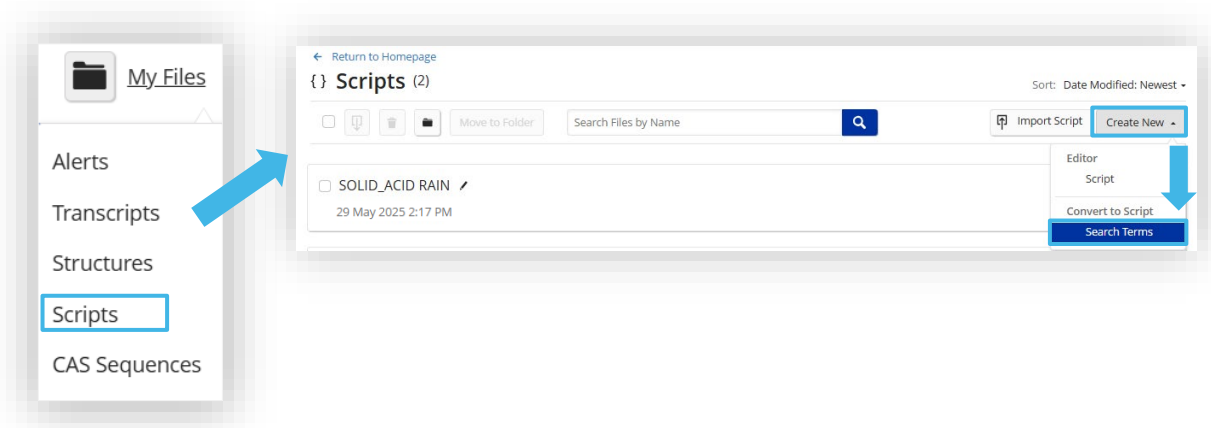 My Files
Alerts
Transcripts
Structures
Scripts
CAS Sequences
← Return to Homepage
{ } Scripts (2)
Sort: Date Modified: Newest
Move to Folder
Search Files by Name
Import Script
Create New
Editor
Script
Convert to Script
Search Terms
SOLID_ACID RAIN
29 May 2025 2:17 PM